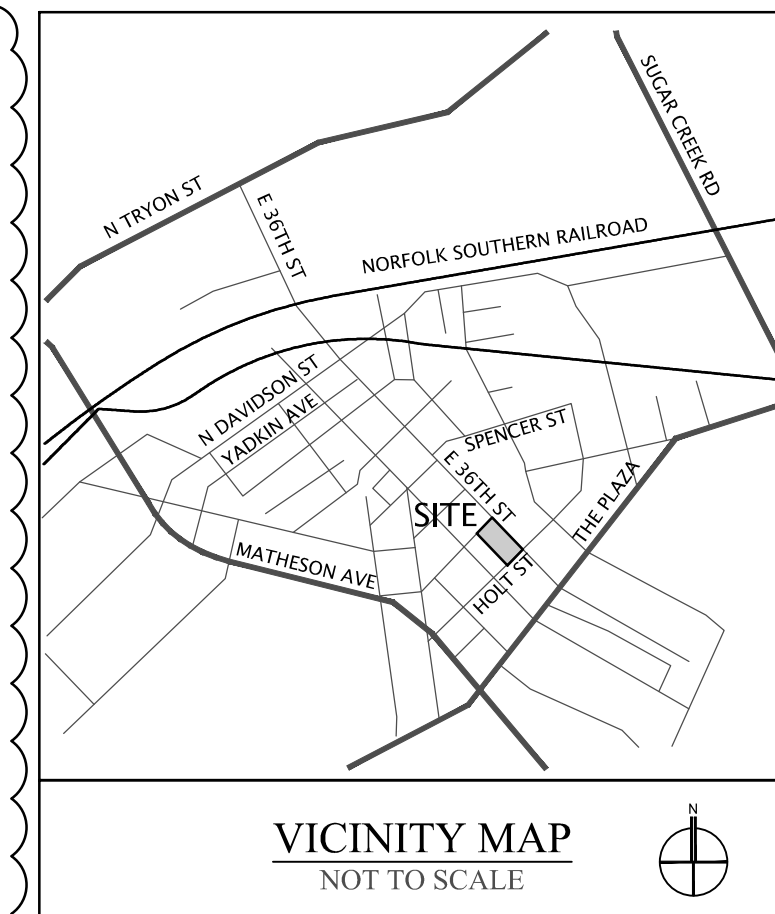 SUGAR CREEK RD
N TRYON ST
E 36TH ST
NORFOLK SOUTHERN RAILROAD
N DAVIDSON ST
YADKIN AVE
SPENCER ST
E 36TH ST
THE PLAZA
SITE
MATHESON AVE
HOLT ST
VICINITY MAP
NOT TO SCALE
N